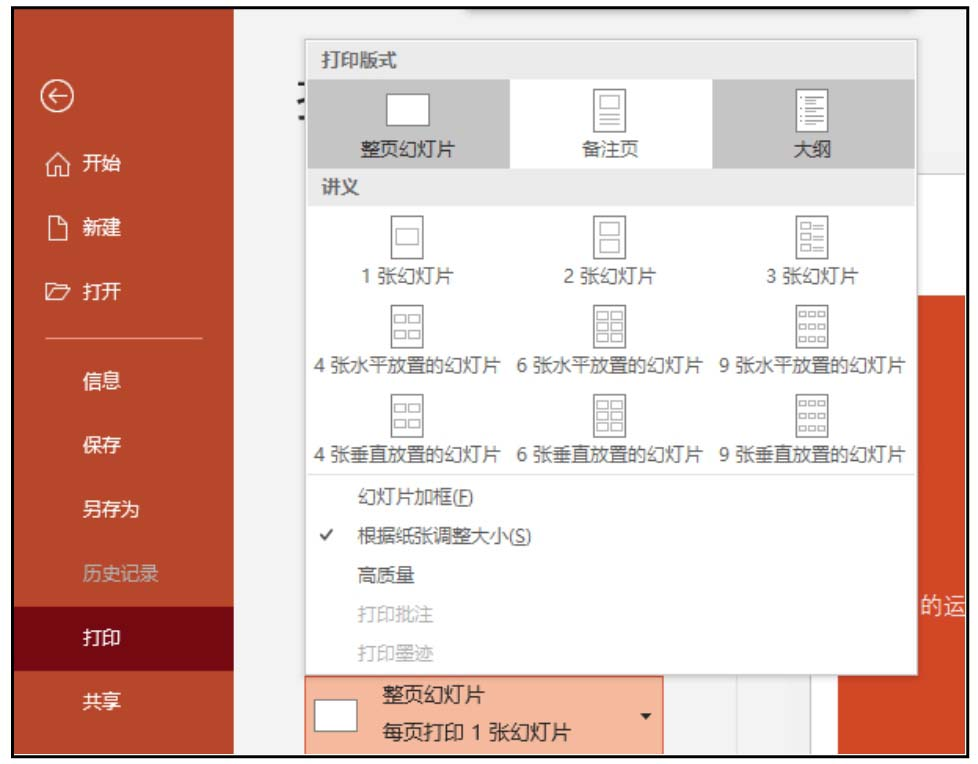 开始
新建
打开
信息
保存
另存为
历史记录
打印
共享
打印版式
整页幻灯片 备注页 大纲
讲义
1 张幻灯片 2 张幻灯片 3 张幻灯片
4 张水平放置的幻灯片 6 张水平放置的幻灯片 9 张水平放置的幻灯片
4 张垂直放置的幻灯片 6 张垂直放置的幻灯片 9 张垂直放置的幻灯片
幻灯片加框(F)
根据纸张调整大小(S)
高质量
打印批注
打印墨迹
整页幻灯片
每页打印 1 张幻灯片
的运